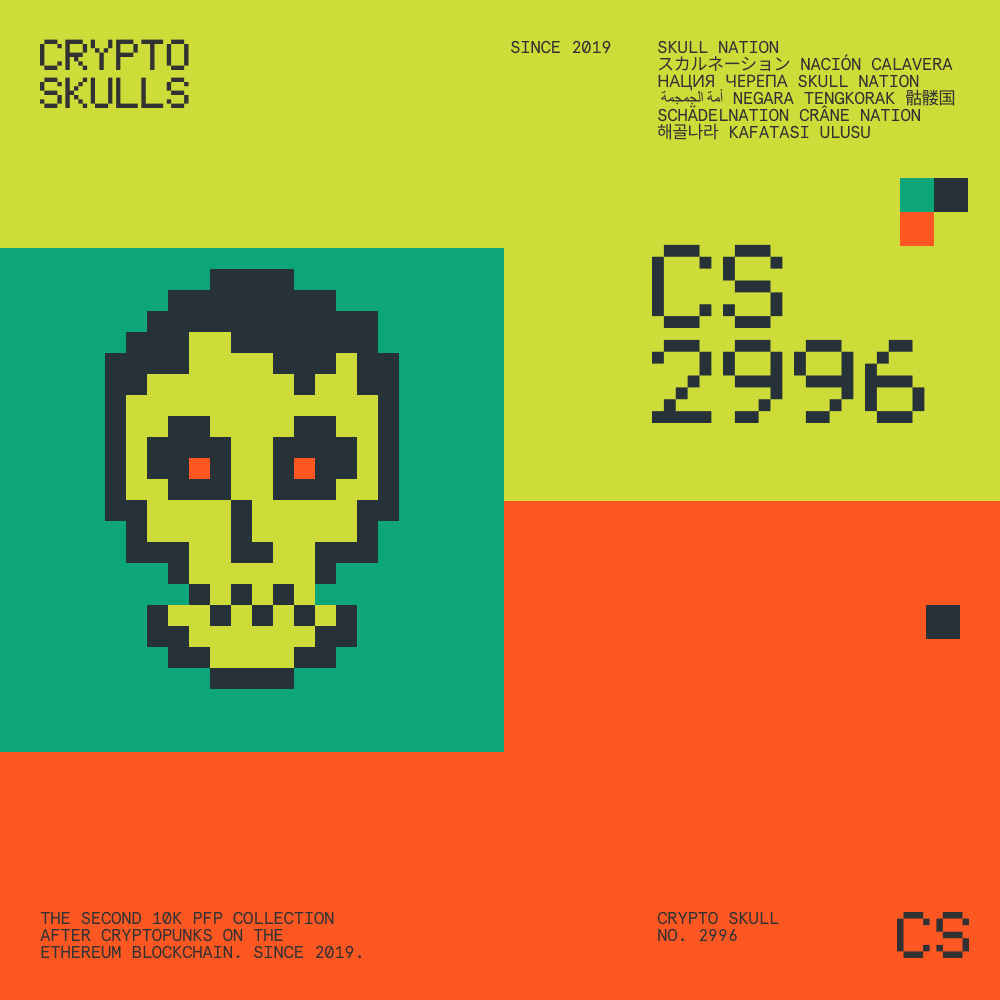 CRYPTO
SKULLS
SINCE 2019
SKULL NATION
スカルネーション NACIÓN CALAVERA
НАЦИЯ ЧЕРЕПА SKULL NATION
أمة الجمجمة NEGARA TENGKORAK 骷髅国
SCHÄDELNATION CRÂNE NATION
해골나라 KAFATASI ULUSU
CS
2996
THE SECOND 10K PFP COLLECTION
AFTER CRYPTOPUNKS ON THE
ETHEREUM BLOCKCHAIN. SINCE 2019.
CRYPTO SKULL
NO. 2996
CS